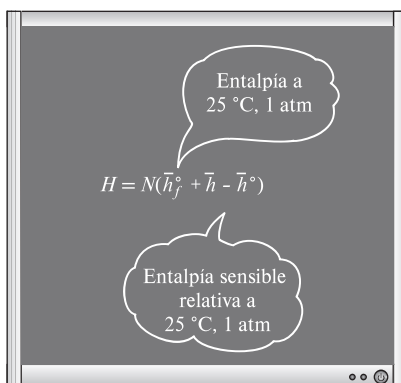 Entalpía a
25 °C, 1 atm
H = N(h̅°f + h̅ - h̅°)
Entalpía sensible
relativa a
25 °C, 1 atm